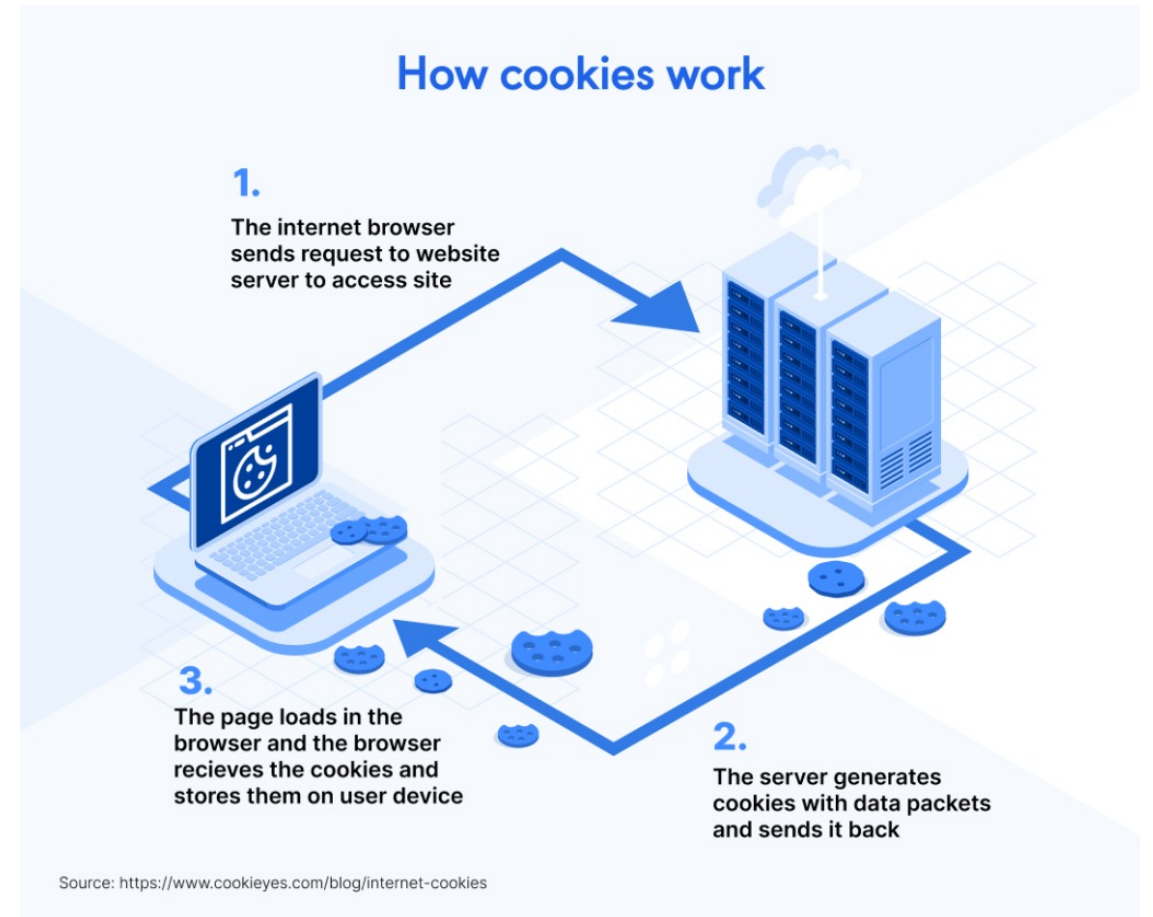 How cookies work
1.
The internet browser
sends request to website
server to access site
2.
The server generates
cookies with data packets
and sends it back
3.
The page loads in the
browser and the browser
recieves the cookies and
stores them on user device
Source: https://www.cookieyes.com/blog/internet-cookies